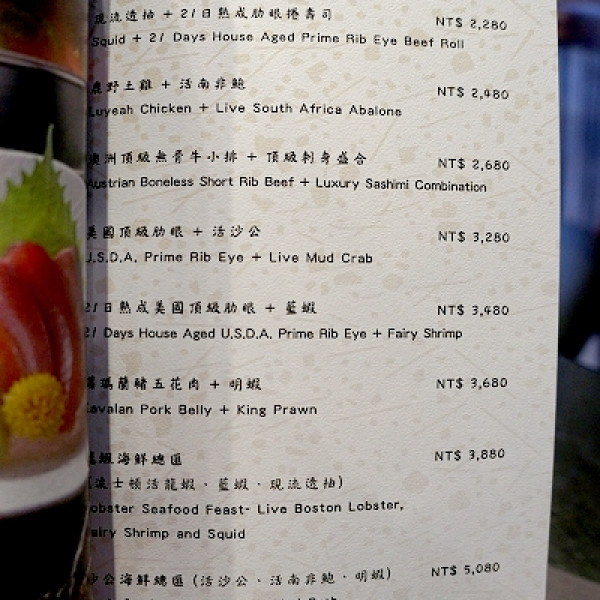 現流透抽 + 21日熟成肋眼捲壽司 NT$ 2,280
Squid + 21 Days House Aged Prime Rib Eye Beef Roll
鹿野土雞 + 活南非鮑 NT$ 2,480
Luyeah Chicken + Live South Africa Abalone
澳洲頂級無骨牛小排 + 頂級刺身盛合 NT$ 2,680
Austrian Boneless Short Rib Beef + Luxury Sashimi Combination
美國頂級肋眼 + 活沙公 NT$ 3,280
U.S.D.A. Prime Rib Eye + Live Mud Crab
21日熟成美國頂級肋眼 + 藍蝦 NT$ 3,480
21 Days House Aged U.S.D.A. Prime Rib Eye + Fairy Shrimp
噶瑪蘭豬五花肉 + 明蝦 NT$ 3,680
Kavalan Pork Belly + King Prawn
龍蝦海鮮總匯 NT$ 3,880
(波士頓活龍蝦、藍蝦、現流透抽)
Lobster Seafood Feast- Live Boston Lobster,
Fairy Shrimp and Squid
沙公海鮮總匯 (活沙公、活南非鮑、明蝦) NT$ 5,080